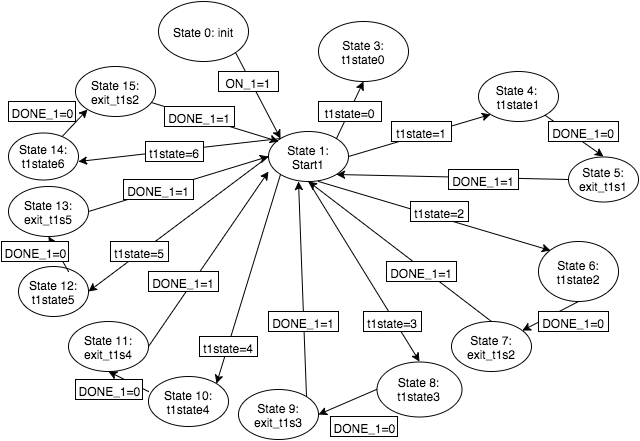 State 0: init
State 3:
t1state0
State 15:
exit_t1s2
ON_1=1
State 4:
t1state1
DONE_1=0
DONE_1=1
t1state=0
t1state=1
DONE_1=0
State 14:
t1state6
t1state=6
State 1:
Start1
State 5:
exit_t1s1
DONE_1=1
DONE_1=1
State 13:
exit_t1s5
t1state=2
DONE_1=0
t1state=5
State 6:
t1state2
DONE_1=1
DONE_1=1
State 12:
t1state5
DONE_1=1
t1state=3
DONE_1=0
State 11:
exit_t1s4
t1state=4
State 7:
exit_t1s2
DONE_1=0
State 10:
t1state4
State 8:
t1state3
State 9:
exit_t1s3
DONE_1=0